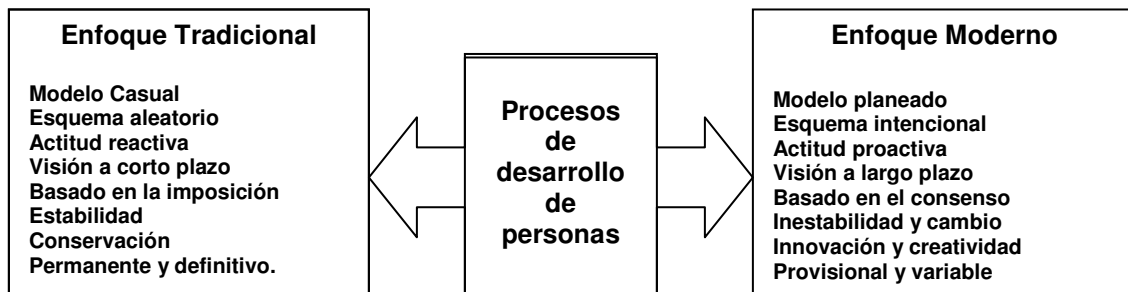 Enfoque Tradicional
Modelo Casual
Esquema aleatorio
Actitud reactiva
Visión a corto plazo
Basado en la imposición
Estabilidad
Conservación
Permanente y definitivo.
Procesos
de
desarrollo
de
personas
Enfoque Moderno
Modelo planeado
Esquema intencional
Actitud proactiva
Visión a largo plazo
Basado en el consenso
Inestabilidad y cambio
Innovación y creatividad
Provisional y variable